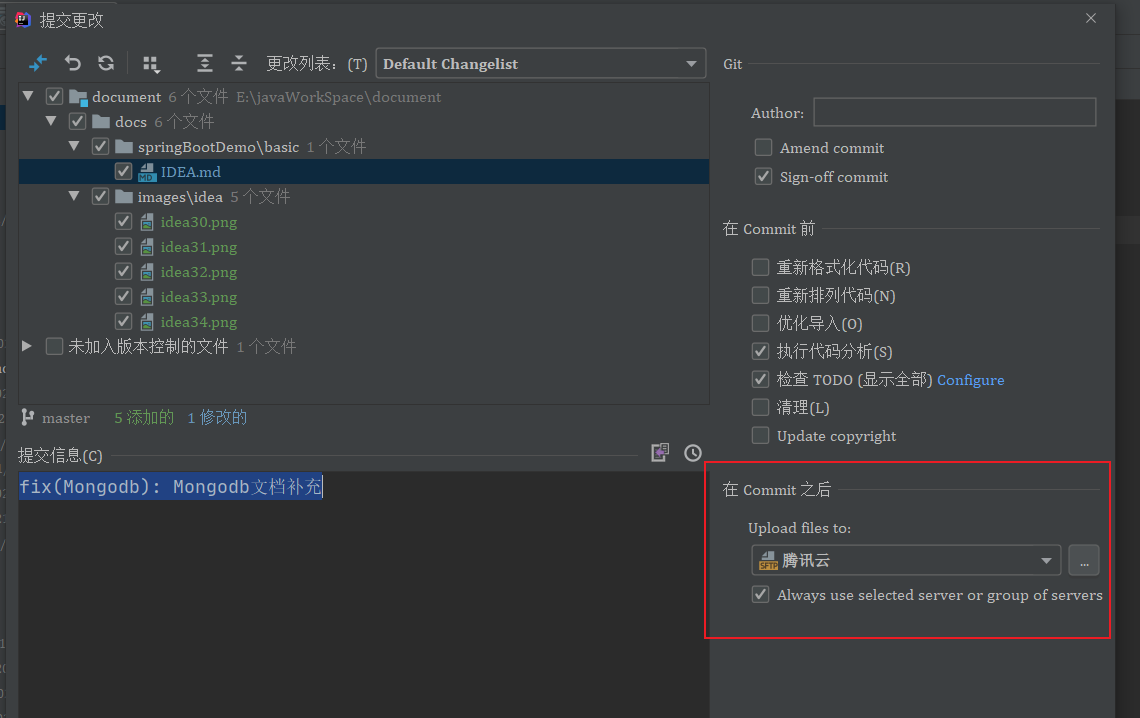 提交更改
更改列表： (T) Default Changelist
document 6 个文件 E:\javaWorkSpace\document
docs 6 个文件
springBootDemo\basic 1 个文件
MD IDEA.md
images\idea 5 个文件
idea30.png
idea31.png
idea32.png
idea33.png
idea34.png
未加入版本控制的文件 1 个文件
master 5 添加的 1 修改的
提交信息(C)
fix(Mongodb): Mongodb文档补充
Git
Author:
Amend commit
Sign-off commit
在 Commit 前
重新格式化代码(R)
重新排列代码(N)
优化导入(O)
执行代码分析(S)
检查 TODO (显示全部) Configure
清理(L)
Update copyright
在 Commit 之后
Upload files to:
SFTP 腾讯云 ...
Always use selected server or group of servers